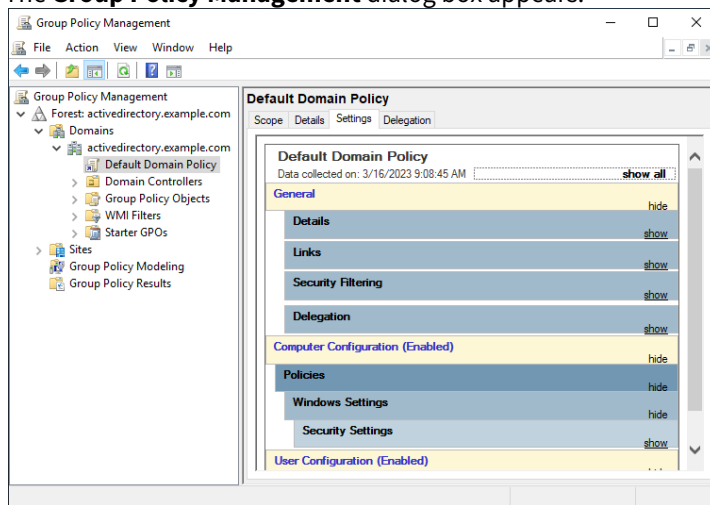 The Group Policy Management dialog box appears.
Group Policy Management
File Action View Window Help
Group Policy Management
Forest: activedirectory.example.com
Domains
activedirectory.example.com
Default Domain Policy
Domain Controllers
Group Policy Objects
WMI Filters
Starter GPOs
Sites
Group Policy Modeling
Group Policy Results
Default Domain Policy
Scope Details Settings Delegation
Default Domain Policy
Data collected on: 3/16/2023 9:08:45 AM show all
General
hide
Details
show
Links
show
Security Filtering
show
Delegation
show
Computer Configuration (Enabled)
hide
Policies
hide
Windows Settings
hide
Security Settings
show
User Configuration (Enabled)